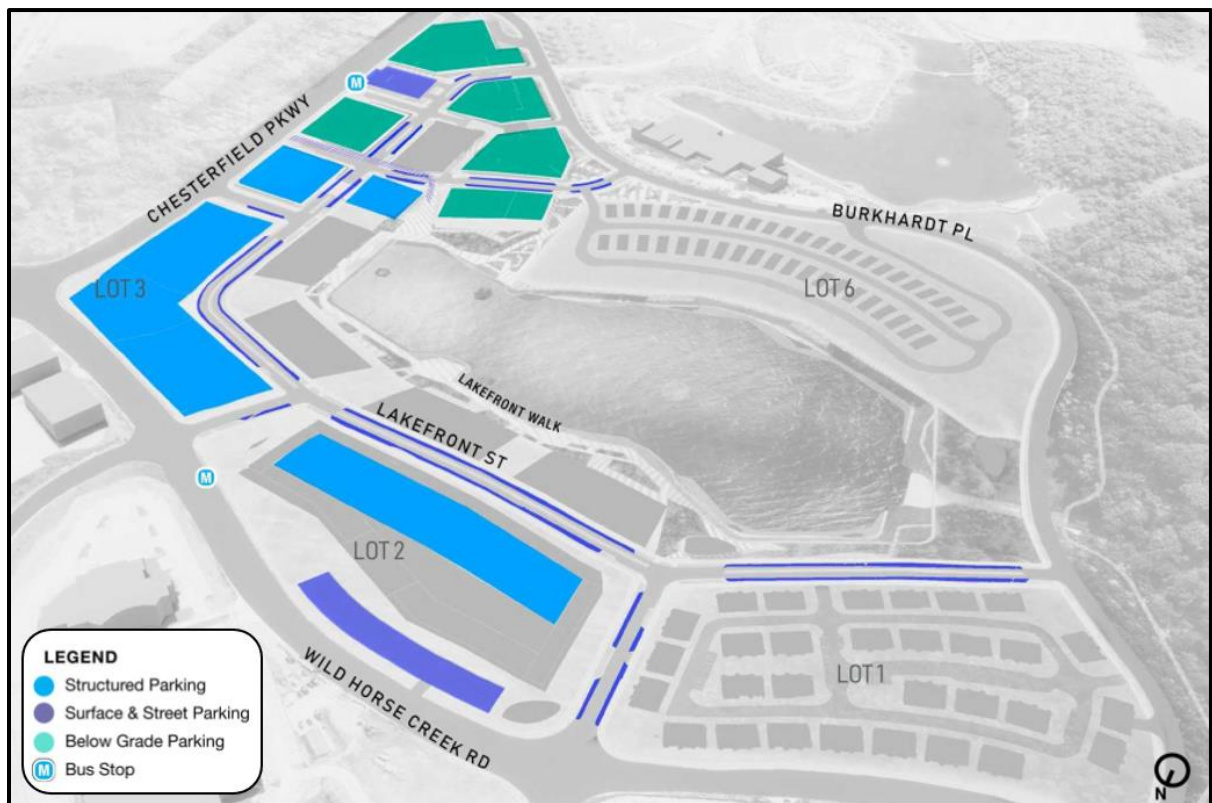 M
CHESTERFIELD PKWY
BURKHARDT PL
LOT 3
LOT 6
LAKEFRONT WALK
LAKEFRONT ST
M
LOT 2
WILD HORSE CREEK RD
LOT 1
LEGEND
Structured Parking
Surface & Street Parking
Below Grade Parking
M Bus Stop
N